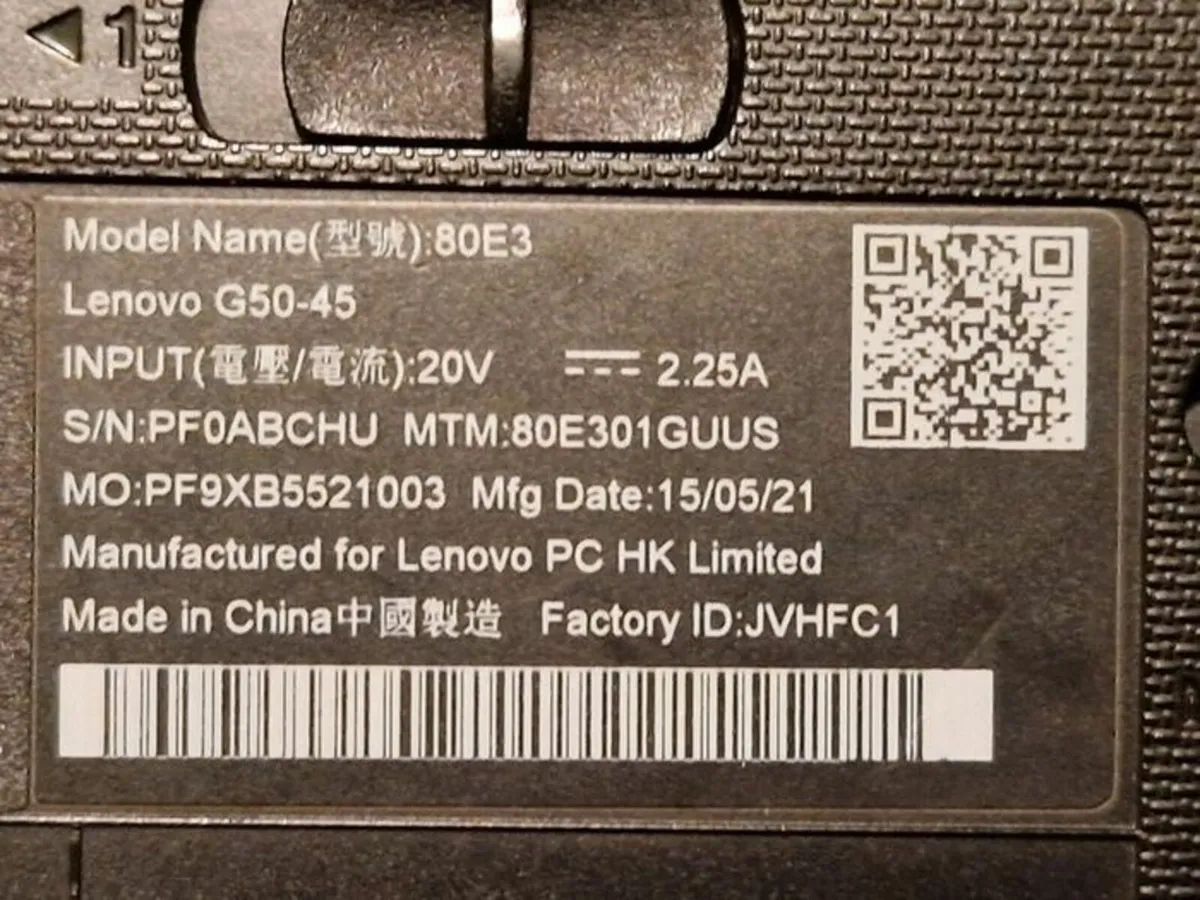 1
Model Name(型號):80E3
Lenovo G50-45
INPUT(電壓/電流):20V ⎓ 2.25A
S/N:PF0ABCHU MTM:80E301GUUS
MO:PF9XB5521003 Mfg Date:15/05/21
Manufactured for Lenovo PC HK Limited
Made in China中國製造 Factory ID:JVHFC1